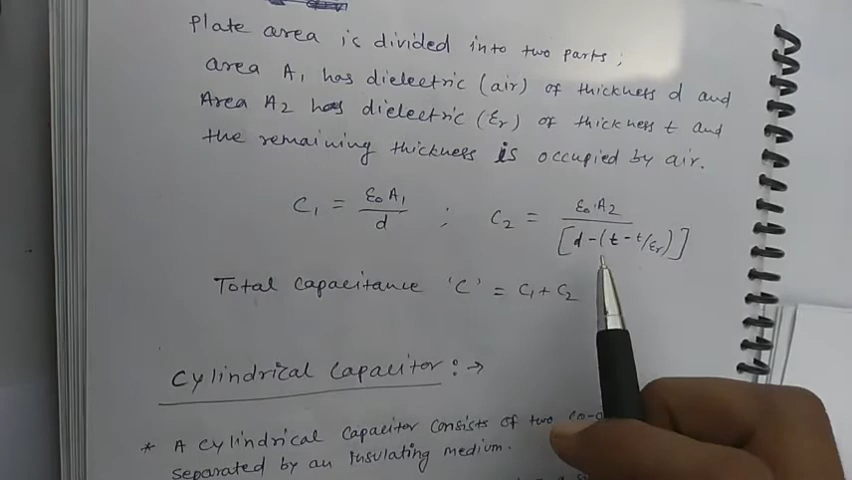 Plate area is divided into two parts;
area A₁ has dielectric (air) of thickness d and
Area A2 has dielectric (εr) of thickness t and
the remaining thickness is occupied by air.
C₁ = ε₀A₁/d ; C₂ = ε₀·A₂/[d-(t-t/εr)]
Total capacitance 'C' = C₁ + C₂
Cylindrical Capacitor :→
* A cylindrical capacitor consists of two co-
separated by an insulating medium.